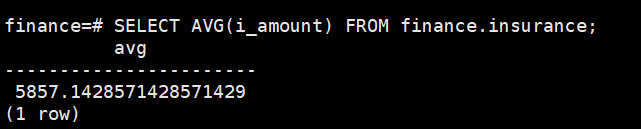 finance=# SELECT AVG(i_amount) FROM finance.insurance;
avg
-----------------------
5857.1428571428571429
(1 row)